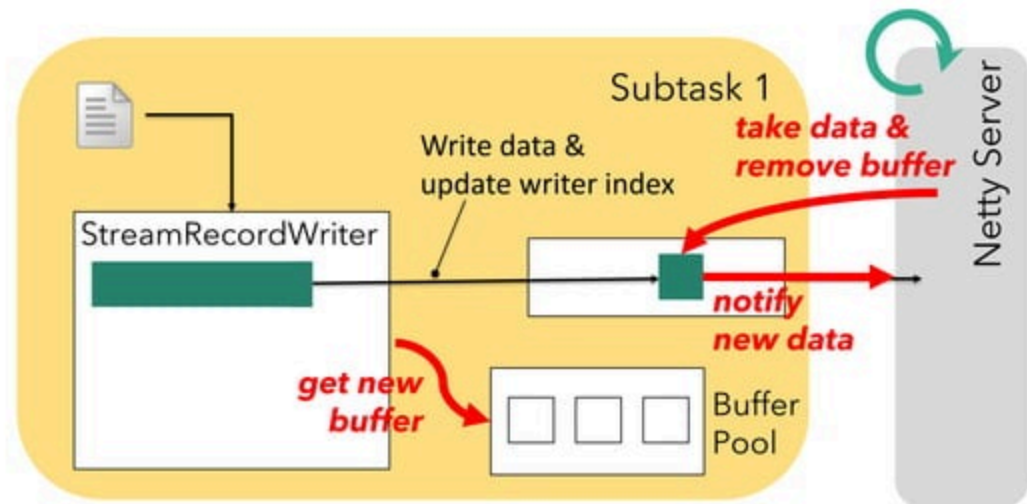 Subtask 1
take data &
remove buffer
Write data &
update writer index
StreamRecordWriter
notify
new data
get new
buffer
Buffer
Pool
Netty Server